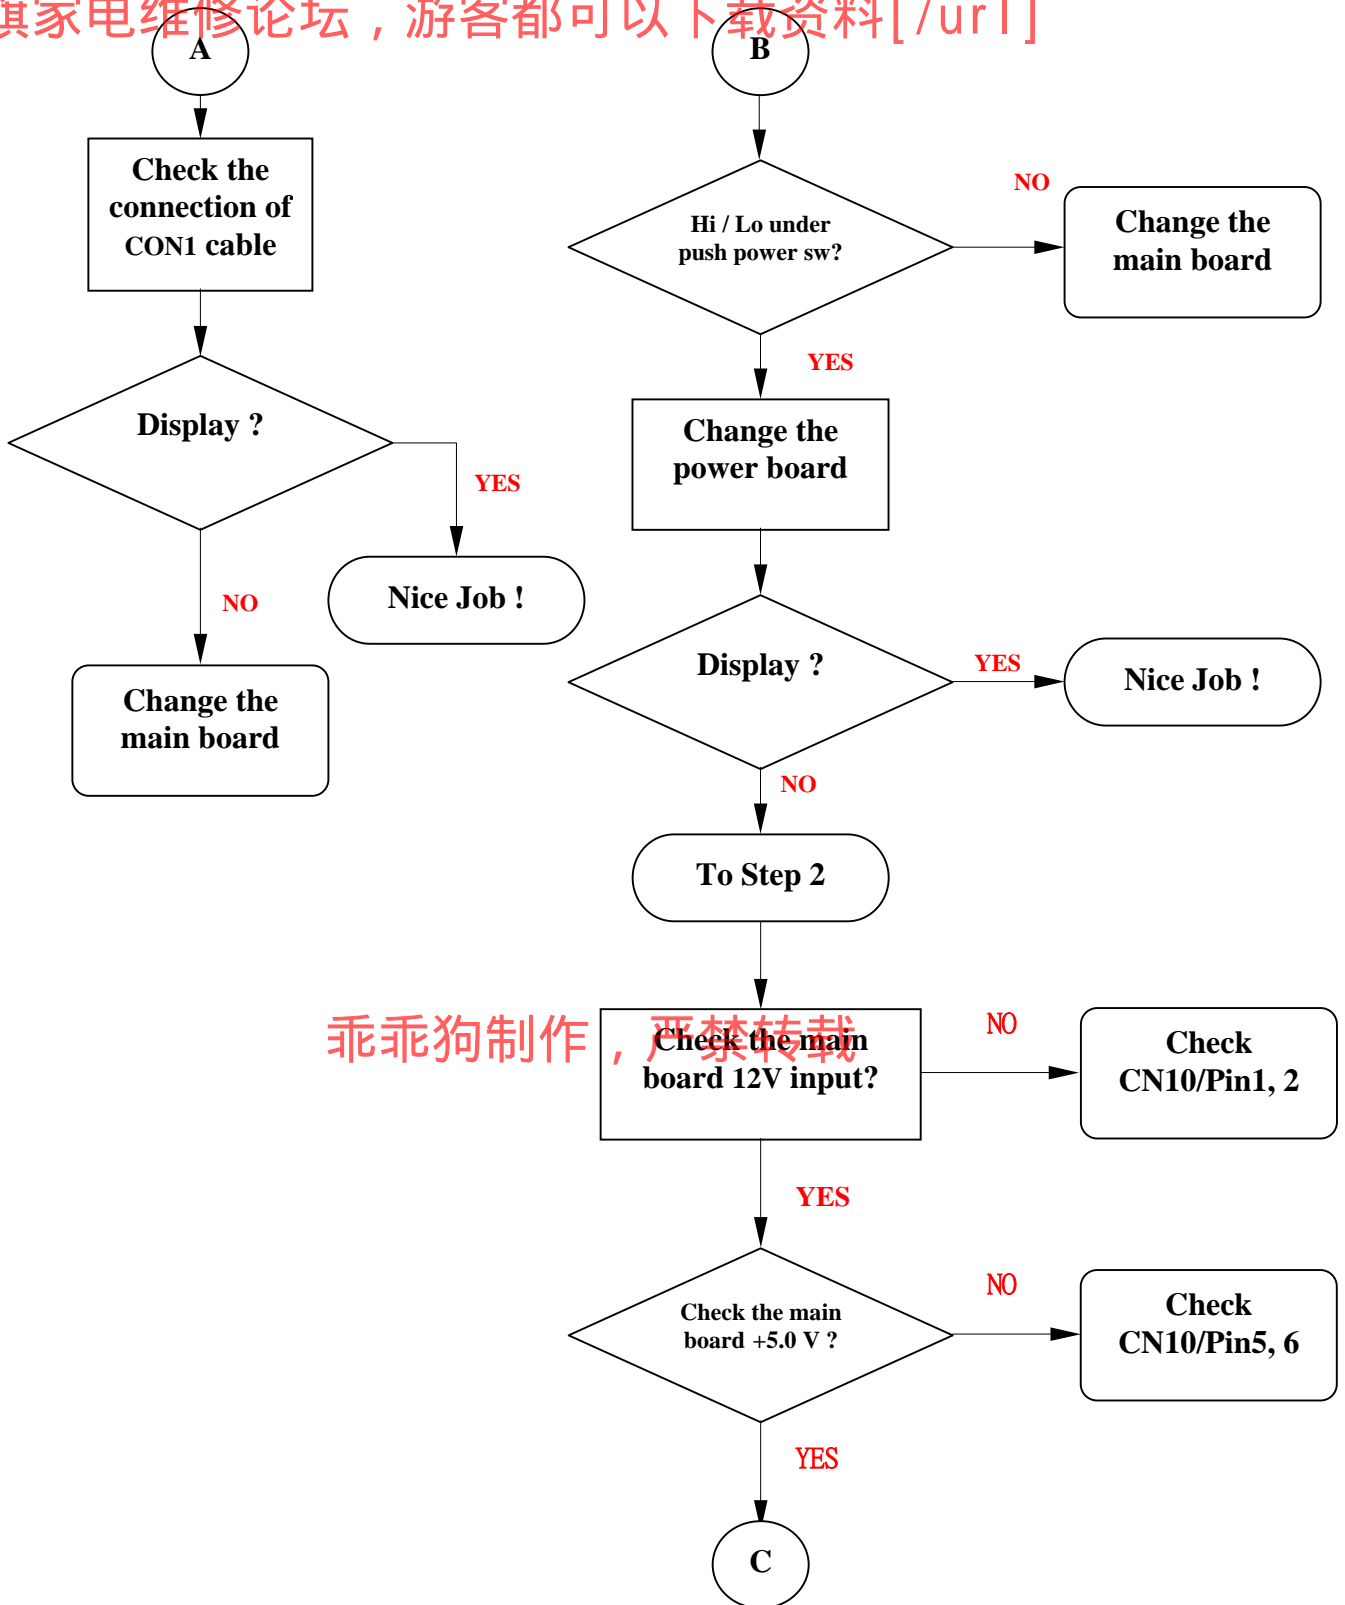 旗家电维修论坛，游客都可以下载资料[/url]
A
Check the
connection of
CON1 cable
Display ?
YES
Nice Job !
NO
Change the
main board
B
Hi / Lo under
push power sw?
NO
Change the
main board
YES
Change the
power board
Display ?
YES
Nice Job !
NO
To Step 2
乖乖狗制作，严禁转载
Check the main
board 12V input?
NO
Check
CN10/Pin1, 2
YES
Check the main
board +5.0 V ?
NO
Check
CN10/Pin5, 6
YES
C